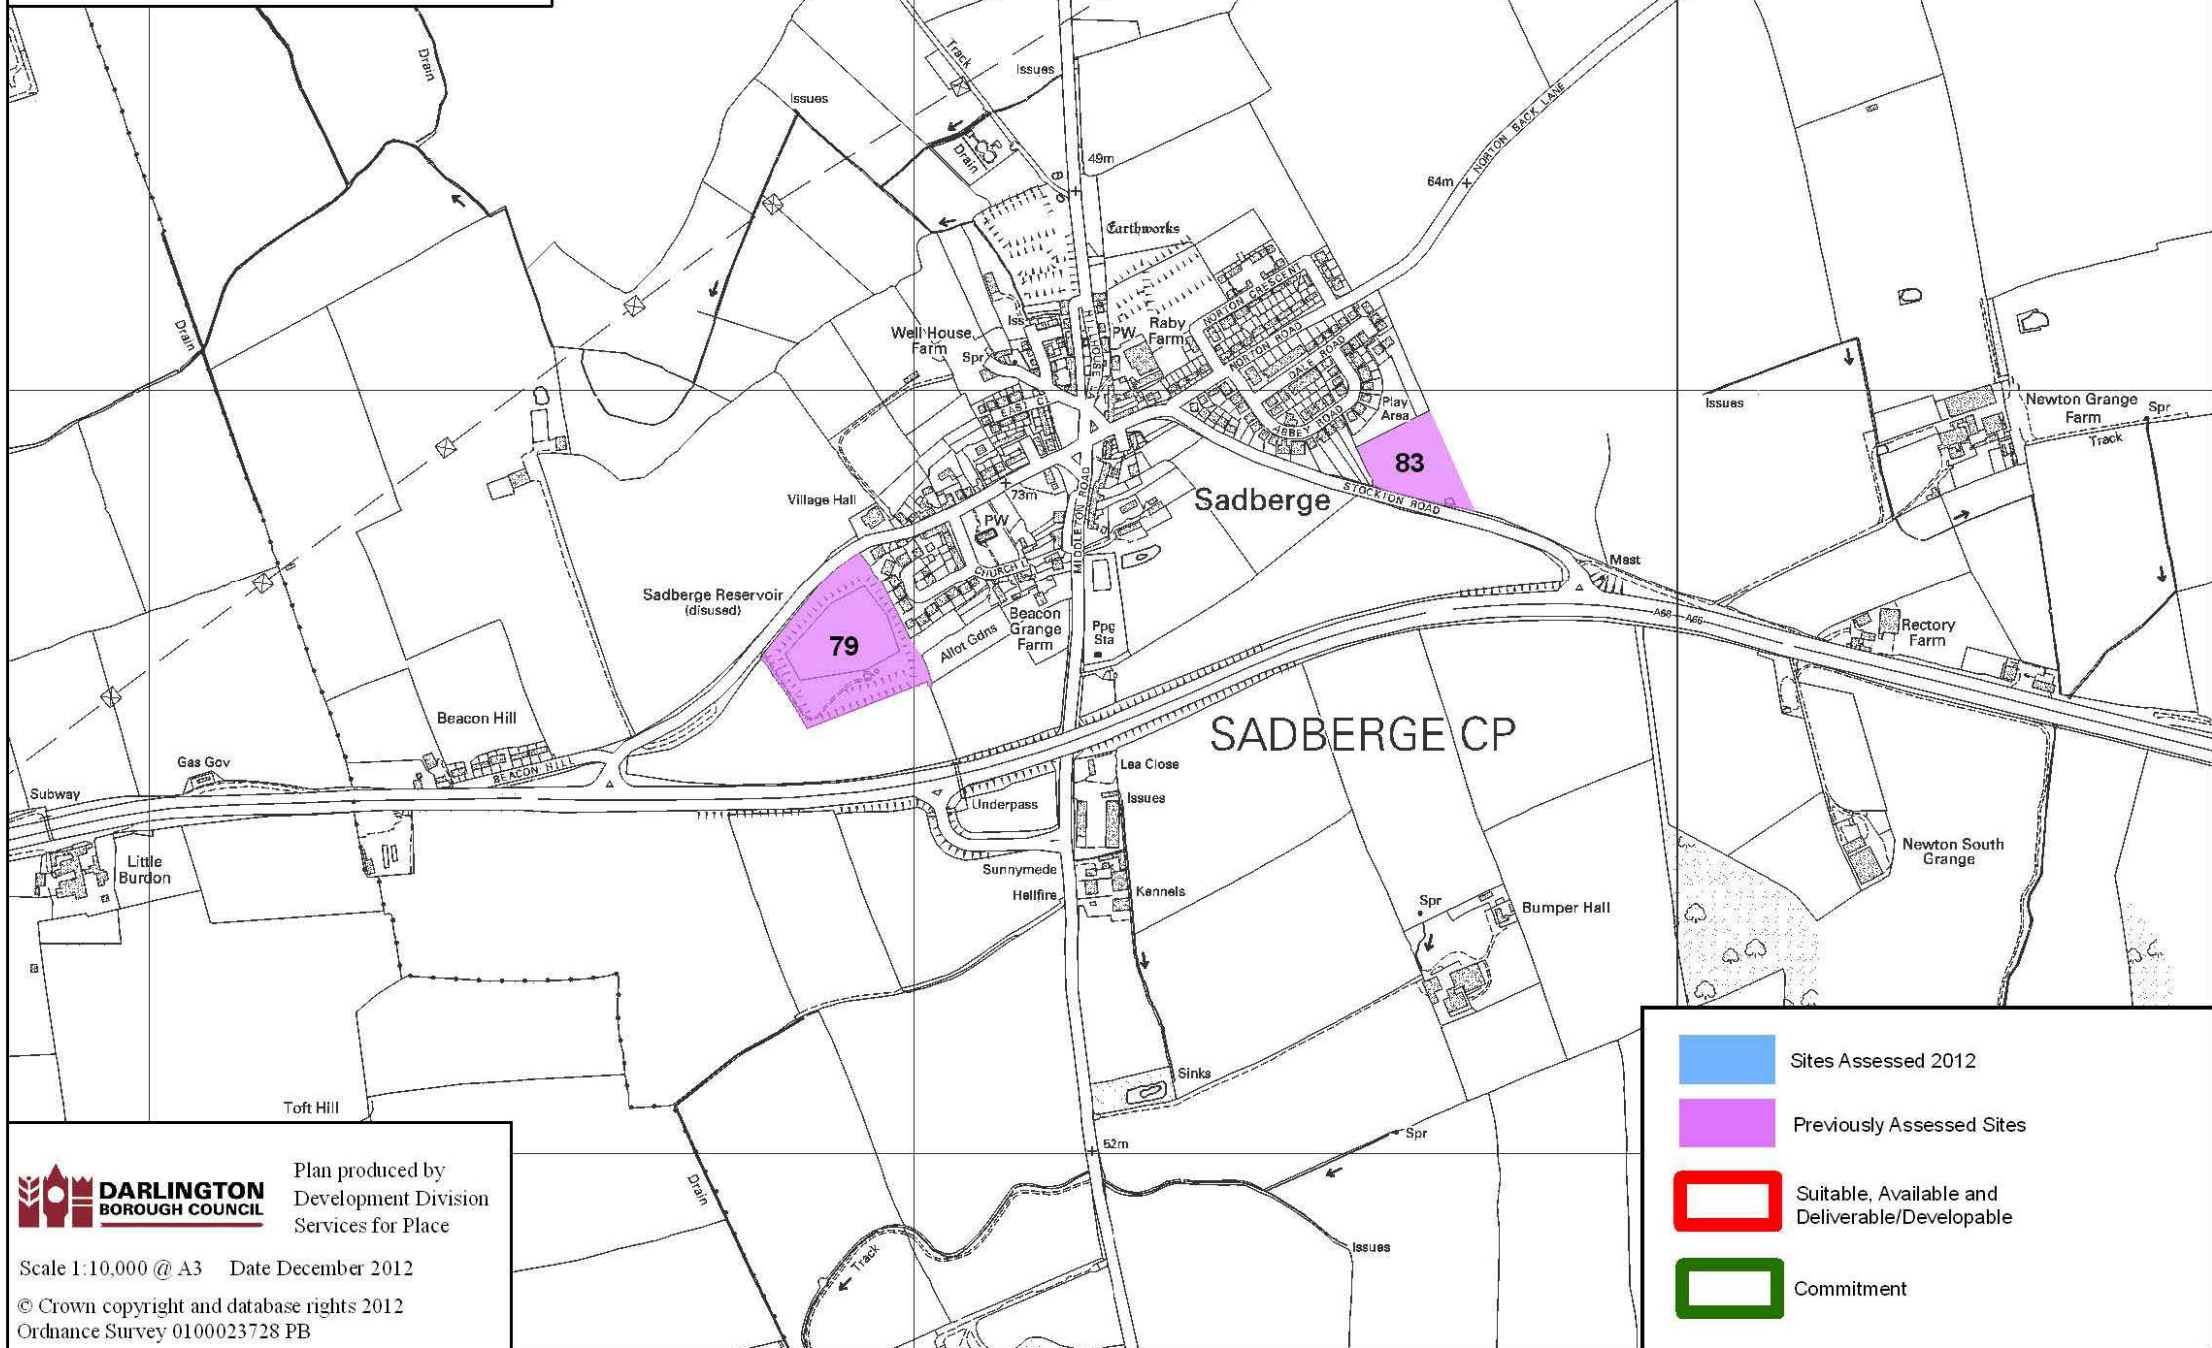 Drain
Track
Issues
Issues
Drain
49m
64m
NORTON BACK LANE
Earthworks
Drain
Well House
Farm
Spr
Iss
HILLHOUSE
PW
Raby
Farm
NORTON CRESCENT
NORTON ROAD
DALE ROAD
ABBEY ROAD
Play
Area
Issues
Newton Grange
Farm
Spr
Track
EAST
83
Village Hall
73m
PW
MIDDLETON ROAD
Sadberge
STOCKTON ROAD
CHURCH
Mast
Sadberge Reservoir
(disused)
79
Allot Gdns
Beacon
Grange
Farm
Ppg
Sta
A66
A66
Rectory
Farm
SADBERGE CP
Beacon Hill
BEACON HILL
Gas Gov
Subway
Little
Burdon
Lea Close
Issues
Underpass
Sunnymede
Hellfire
Kennels
Newton South
Grange
Spr
Bumper Hall
Sinks
Toft Hill
52m
Spr
Drain
Track
Issues
DARLINGTON
BOROUGH COUNCIL
Plan produced by
Development Division
Services for Place
Scale 1:10,000 @ A3 Date December 2012
© Crown copyright and database rights 2012
Ordnance Survey 0100023728 PB
Sites Assessed 2012
Previously Assessed Sites
Suitable, Available and
Deliverable/Developable
Commitment